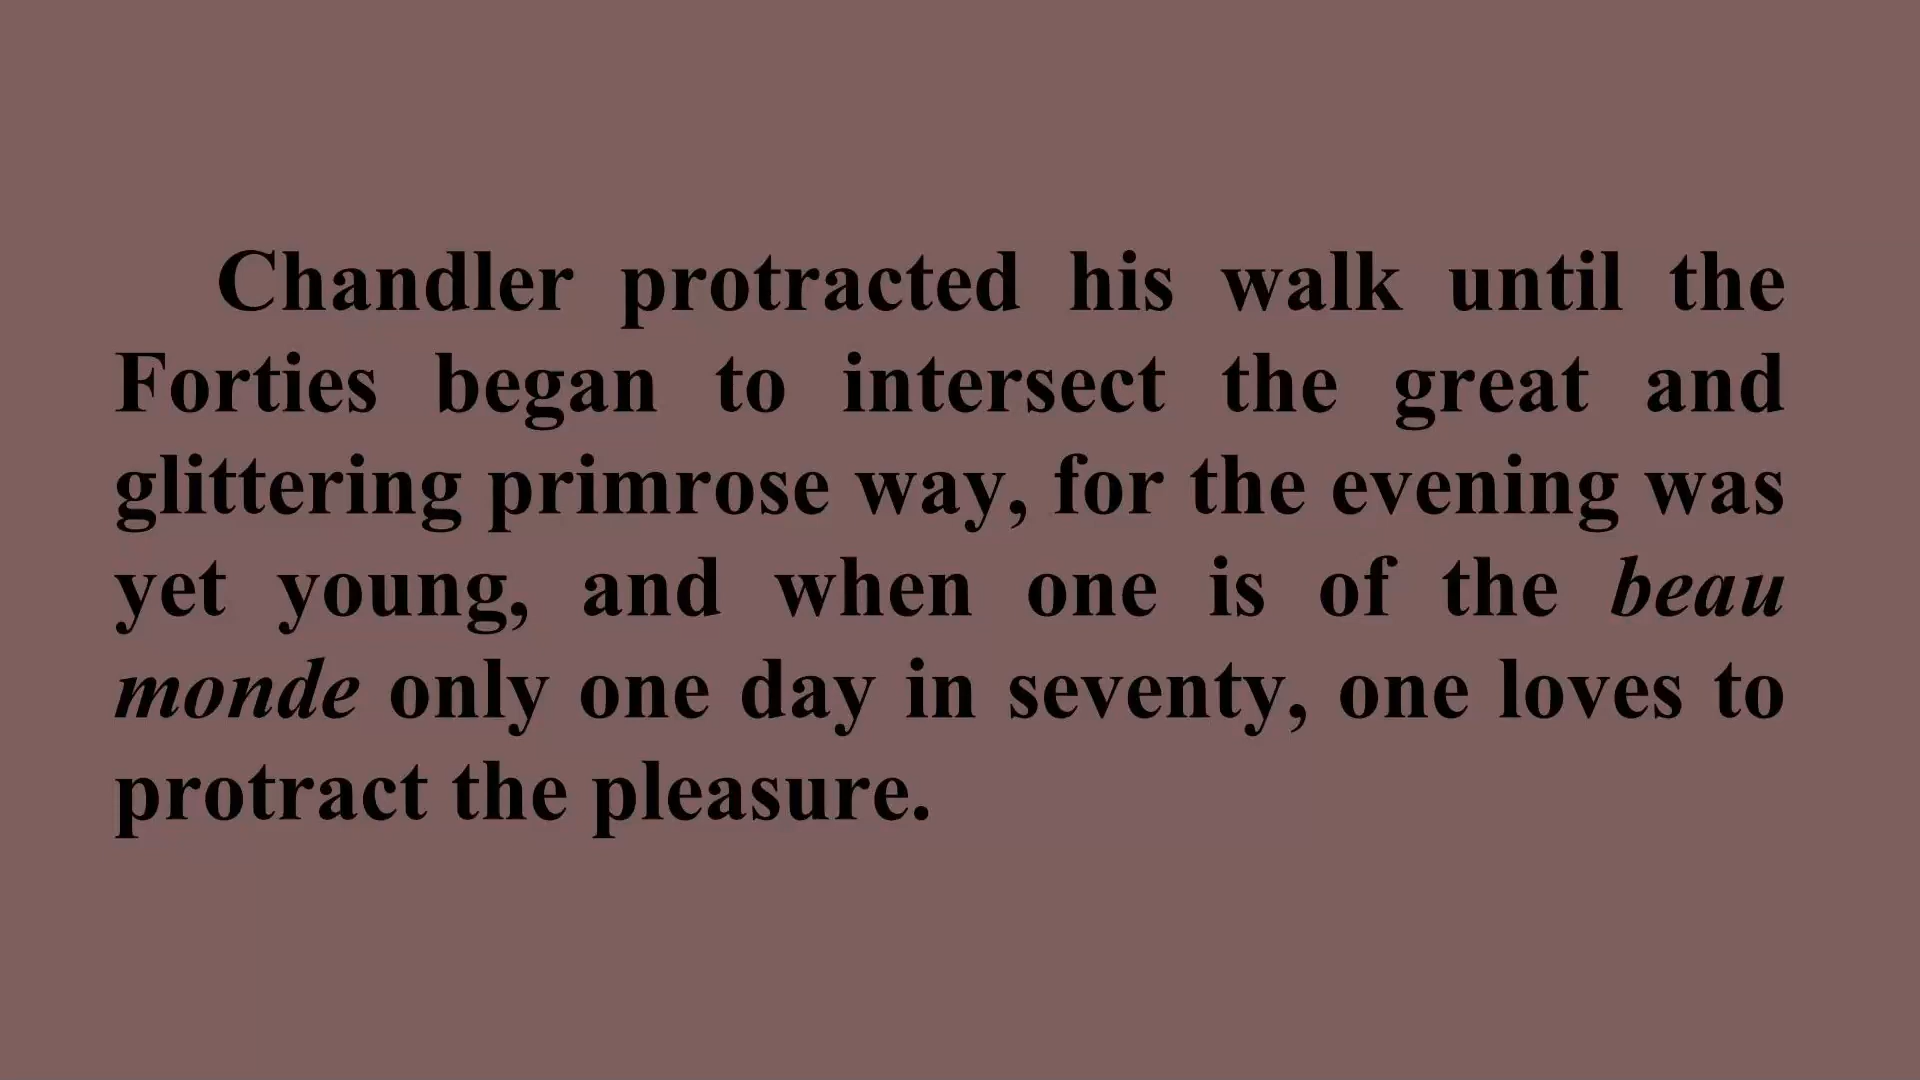 Chandler protracted his walk until the
Forties began to intersect the great and
glittering primrose way, for the evening was
yet young, and when one is of the beau
monde only one day in seventy, one loves to
protract the pleasure.